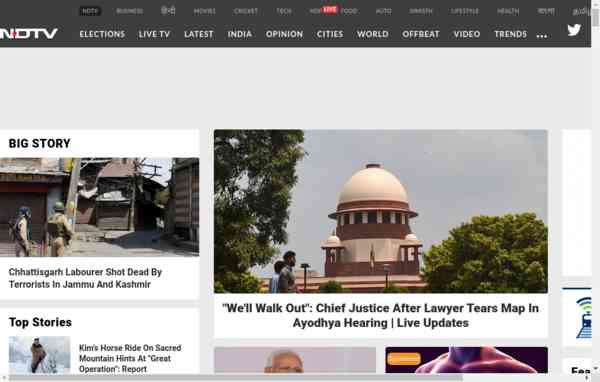 NDTV BUSINESS हिन्दी MOVIES CRICKET TECH HOP LIVE FOOD AUTO SWASTH LIFESTYLE HEALTH বাংলা
NDTV ELECTIONS LIVE TV LATEST INDIA OPINION CITIES WORLD OFFBEAT VIDEO TRENDS ...
BIG STORY
Chhattisgarh Labourer Shot Dead By
Terrorists In Jammu And Kashmir
"We'll Walk Out": Chief Justice After Lawyer Tears Map In
Ayodhya Hearing | Live Updates
Top Stories
Kim's Horse Ride On Sacred
Mountain Hints At "Great
Operation": Report